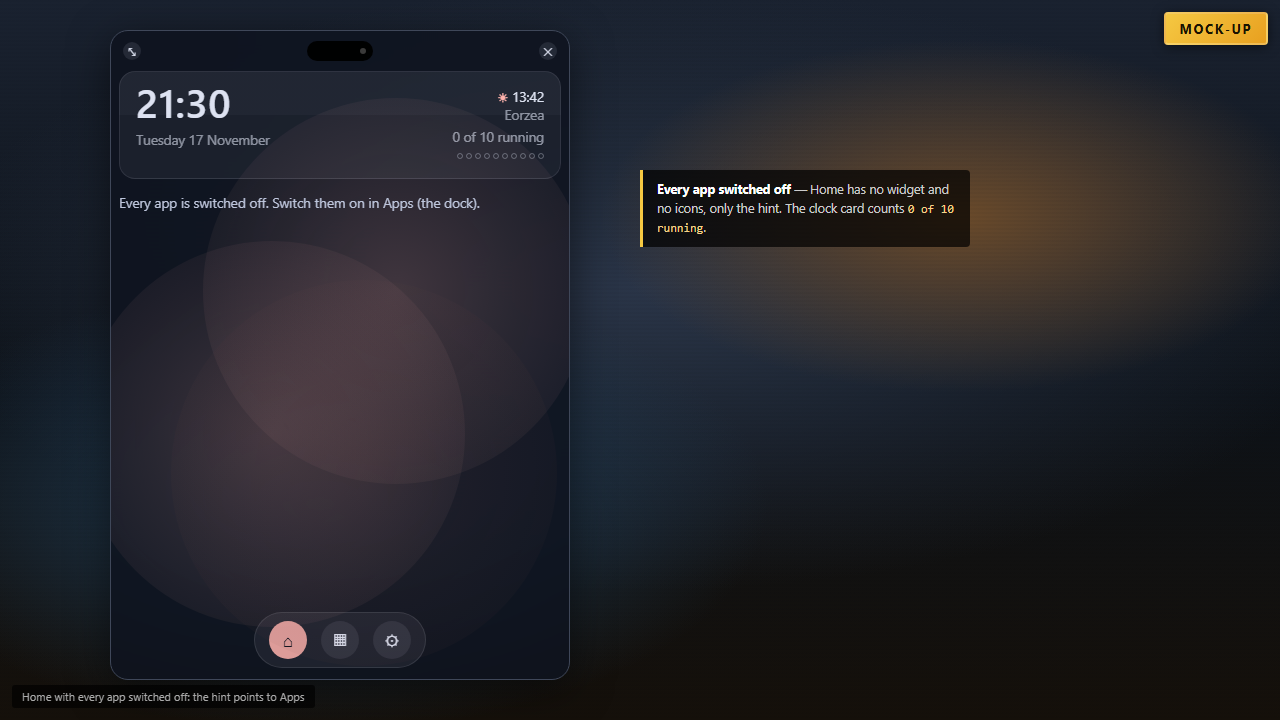 MOCK-UP
21:30
Tuesday 17 November
13:42
Eorzea
0 of 10 running
Every app is switched off. Switch them on in Apps (the dock).
Every app switched off — Home has no widget and
no icons, only the hint. The clock card counts 0 of 10
running.
Home with every app switched off: the hint points to Apps